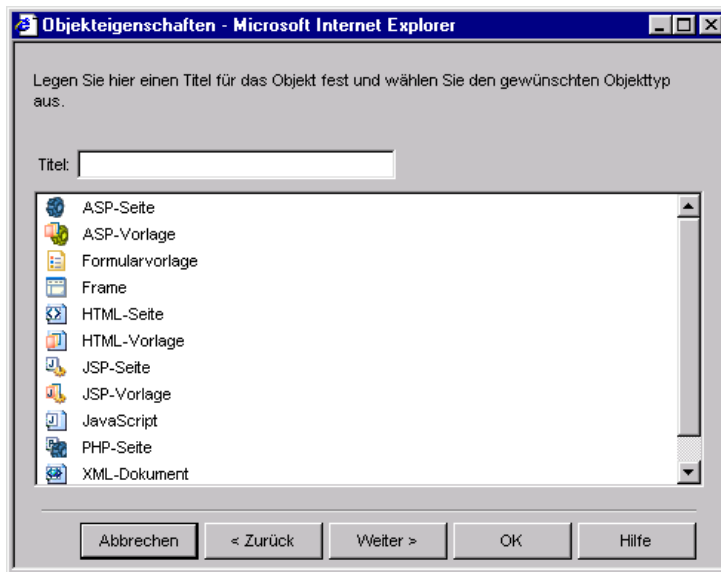 Objekteigenschaften - Microsoft Internet Explorer
Legen Sie hier einen Titel für das Objekt fest und wählen Sie den gewünschten Objekttyp
aus.
Titel:
ASP-Seite
ASP-Vorlage
Formularvorlage
Frame
HTML-Seite
HTML-Vorlage
JSP-Seite
JSP-Vorlage
JavaScript
PHP-Seite
XML-Dokument
Abbrechen < Zurück Weiter > OK Hilfe